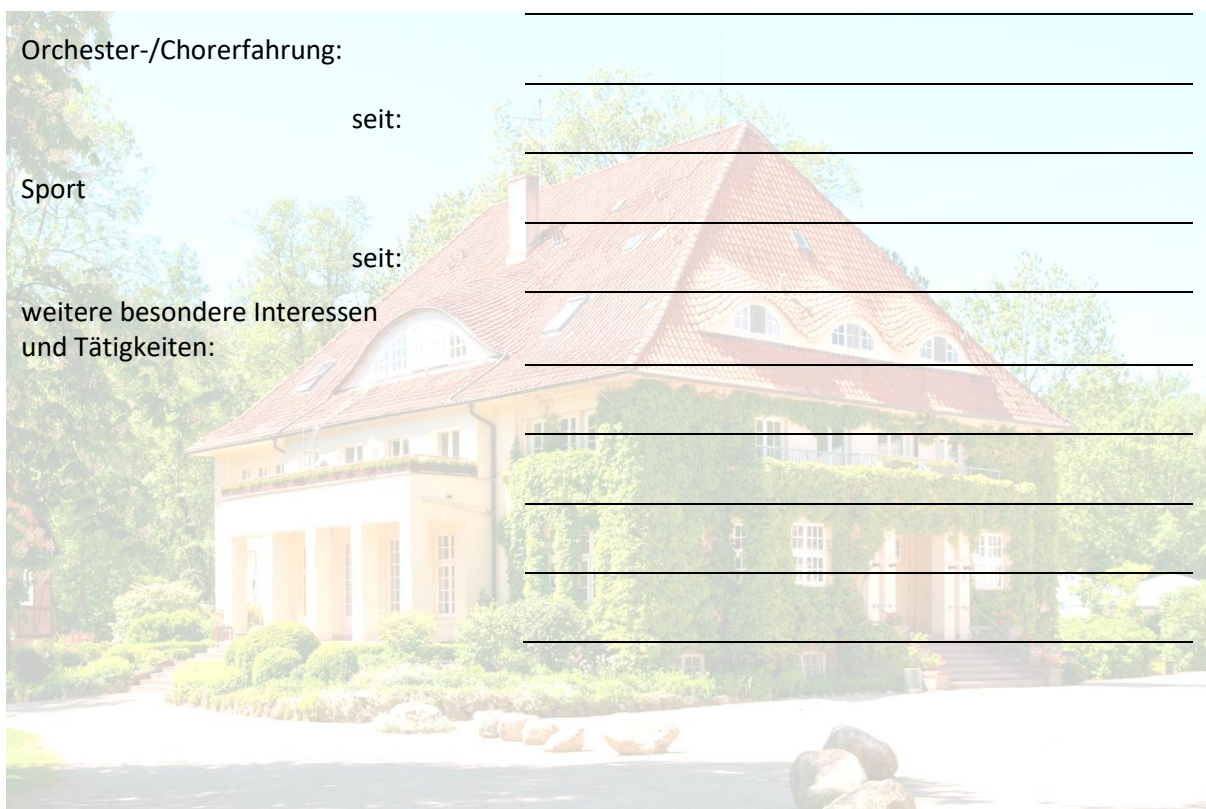 Orchester-/Chorerfahrung:
seit:
Sport
seit:
weitere besondere Interessen
und Tätigkeiten: